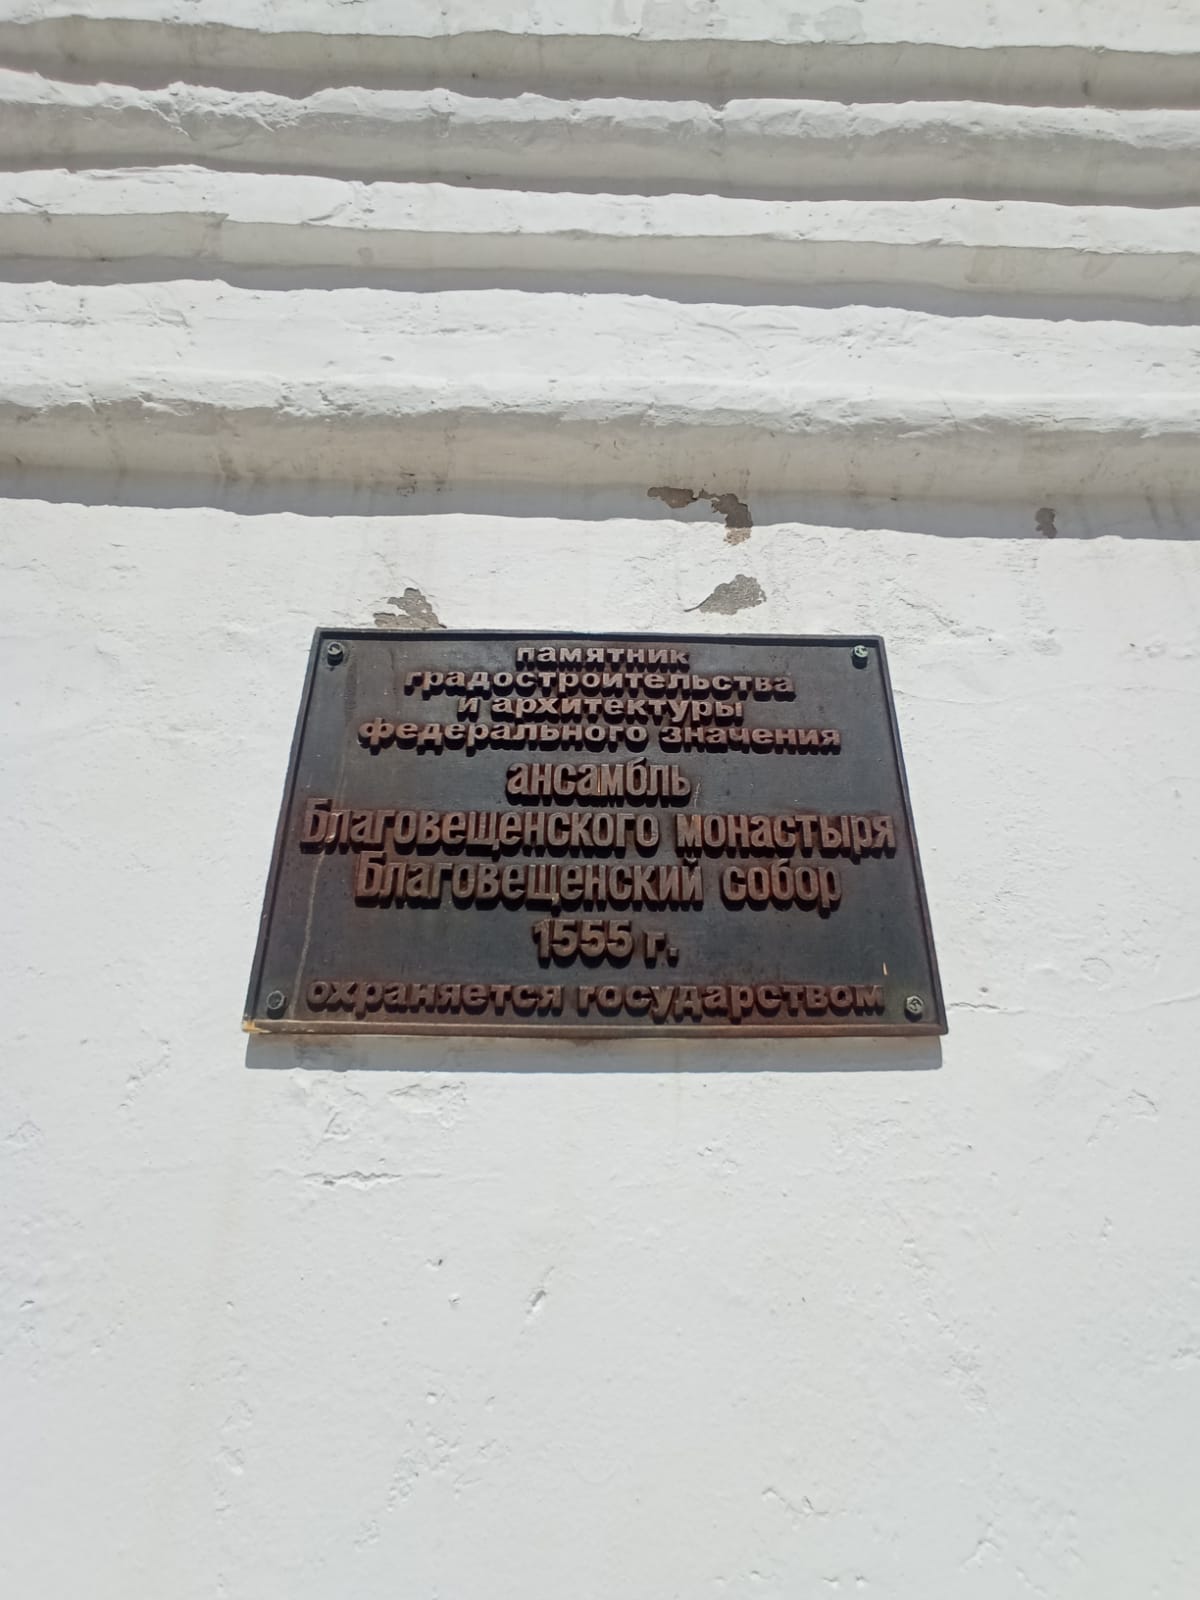 памятник
градостроительства
и архитектуры
федерального значения
ансамбль
Благовещенского монастыря
Благовещенский собор
1555 г.
охраняется государством